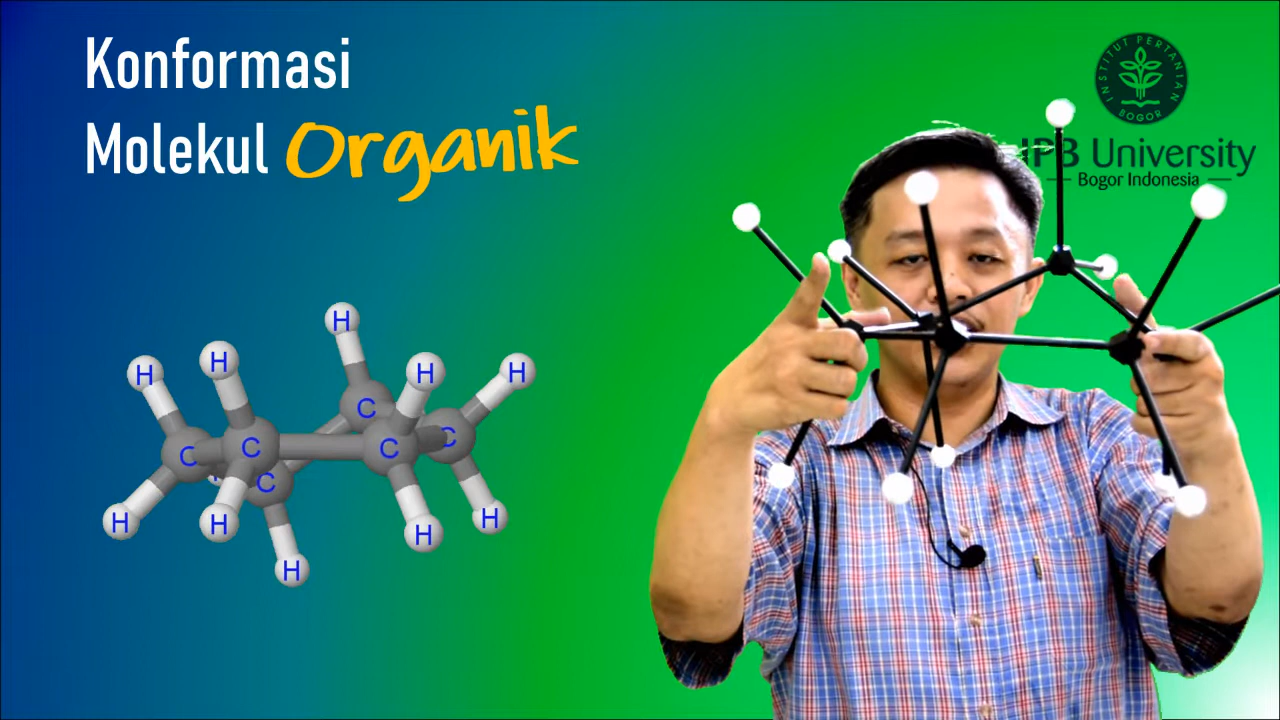 Konformasi
Molekul Organik
INSTITUT PERTANIAN
BOGOR
IPB University
Bogor Indonesia
H
H
H
H
H
C
C
C
C
C
C
H
H
H
H
H